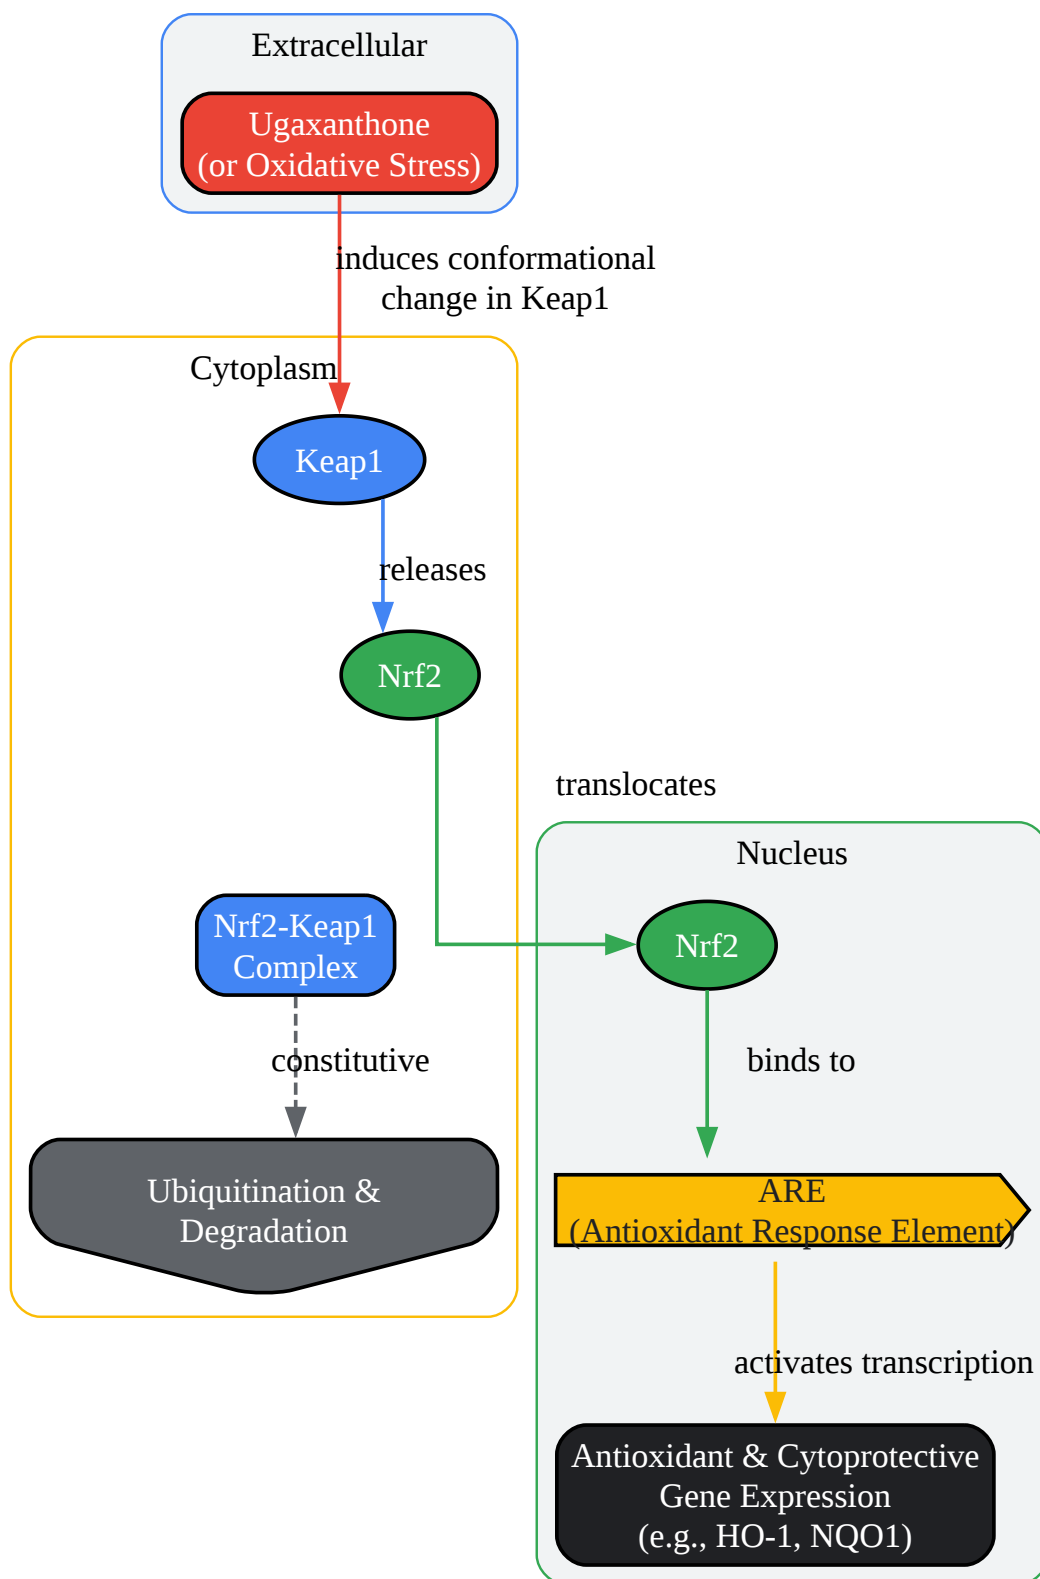 Extracellular
Ugaxanthone
(or Oxidative Stress)
induces conformational
change in Keap1
Cytoplasm
Keap1
releases
Nrf2
translocates
Nucleus
Nrf2-Keap1
Complex
Nrf2
constitutive
binds to
Ubiquitination &
Degradation
ARE
(Antioxidant Response Element)
activates transcription
Antioxidant & Cytoprotective
Gene Expression
(e.g., HO-1, NQO1)